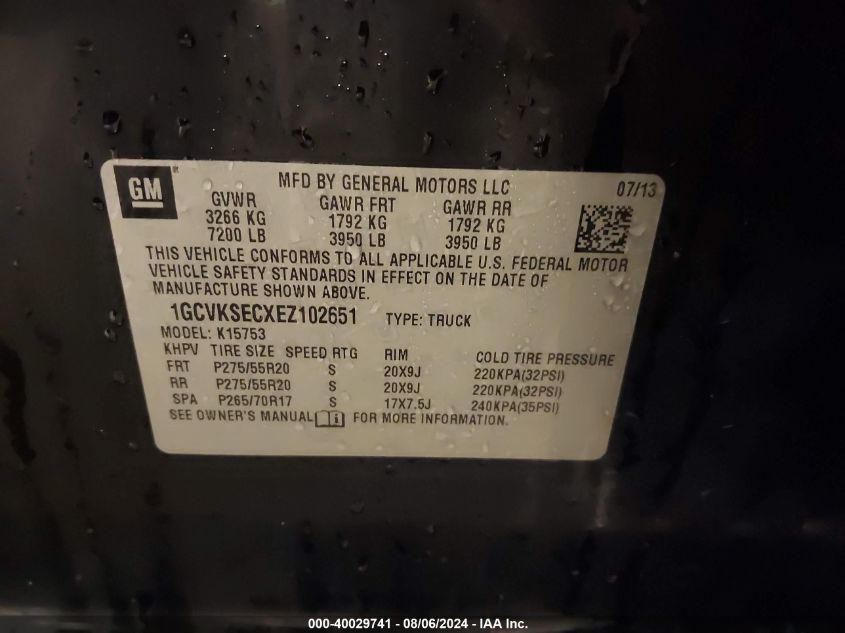 GM
MFD BY GENERAL MOTORS LLC 07/13
GVWR GAWR FRT GAWR RR
3266 KG 1792 KG 1792 KG
7200 LB 3950 LB 3950 LB
THIS VEHICLE CONFORMS TO ALL APPLICABLE U.S. FEDERAL MOTOR
VEHICLE SAFETY STANDARDS IN EFFECT ON THE DATE OF
MANUFACTURE SHOWN ABOVE.
1GCVKSECXEZ102651 TYPE: TRUCK
MODEL: K15753
KHPV TIRE SIZE SPEED RTG RIM COLD TIRE PRESSURE
FRT P275/55R20 S 20X9J 220KPA(32PSI)
RR P275/55R20 S 20X9J 220KPA(32PSI)
SPA P265/70R17 S 17X7.5J 240KPA(35PSI)
SEE OWNER'S MANUAL FOR MORE INFORMATION.
000-40029741 - 08/06/2024 - IAA Inc.